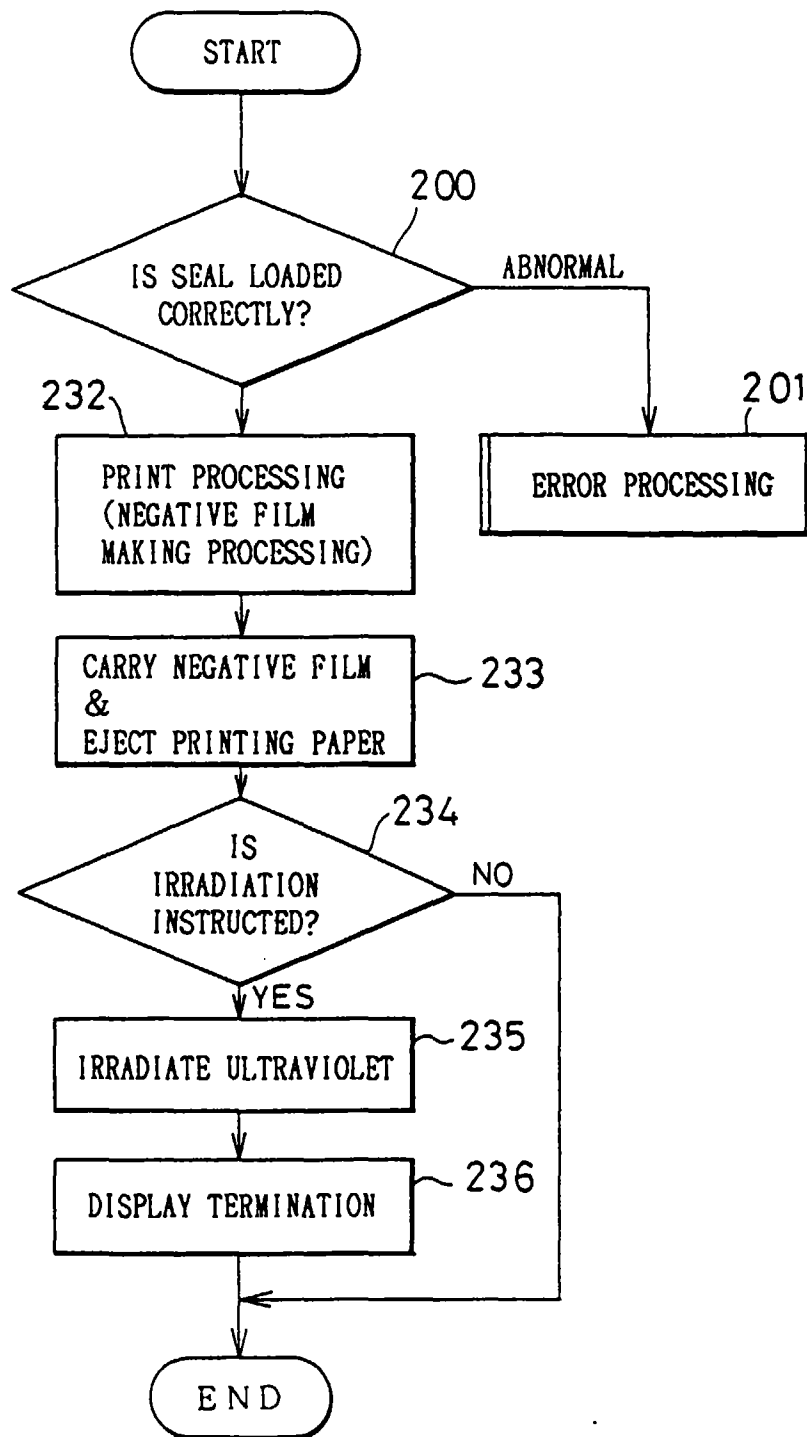 START
200
IS SEAL LOADED
CORRECTLY?
ABNORMAL
232
PRINT PROCESSING
(NEGATIVE FILM
MAKING PROCESSING)
201
ERROR PROCESSING
CARRY NEGATIVE FILM
&
EJECT PRINTING PAPER
233
234
IS
IRRADIATION
INSTRUCTED?
NO
YES
IRRADIATE ULTRAVIOLET
235
DISPLAY TERMINATION
236
END